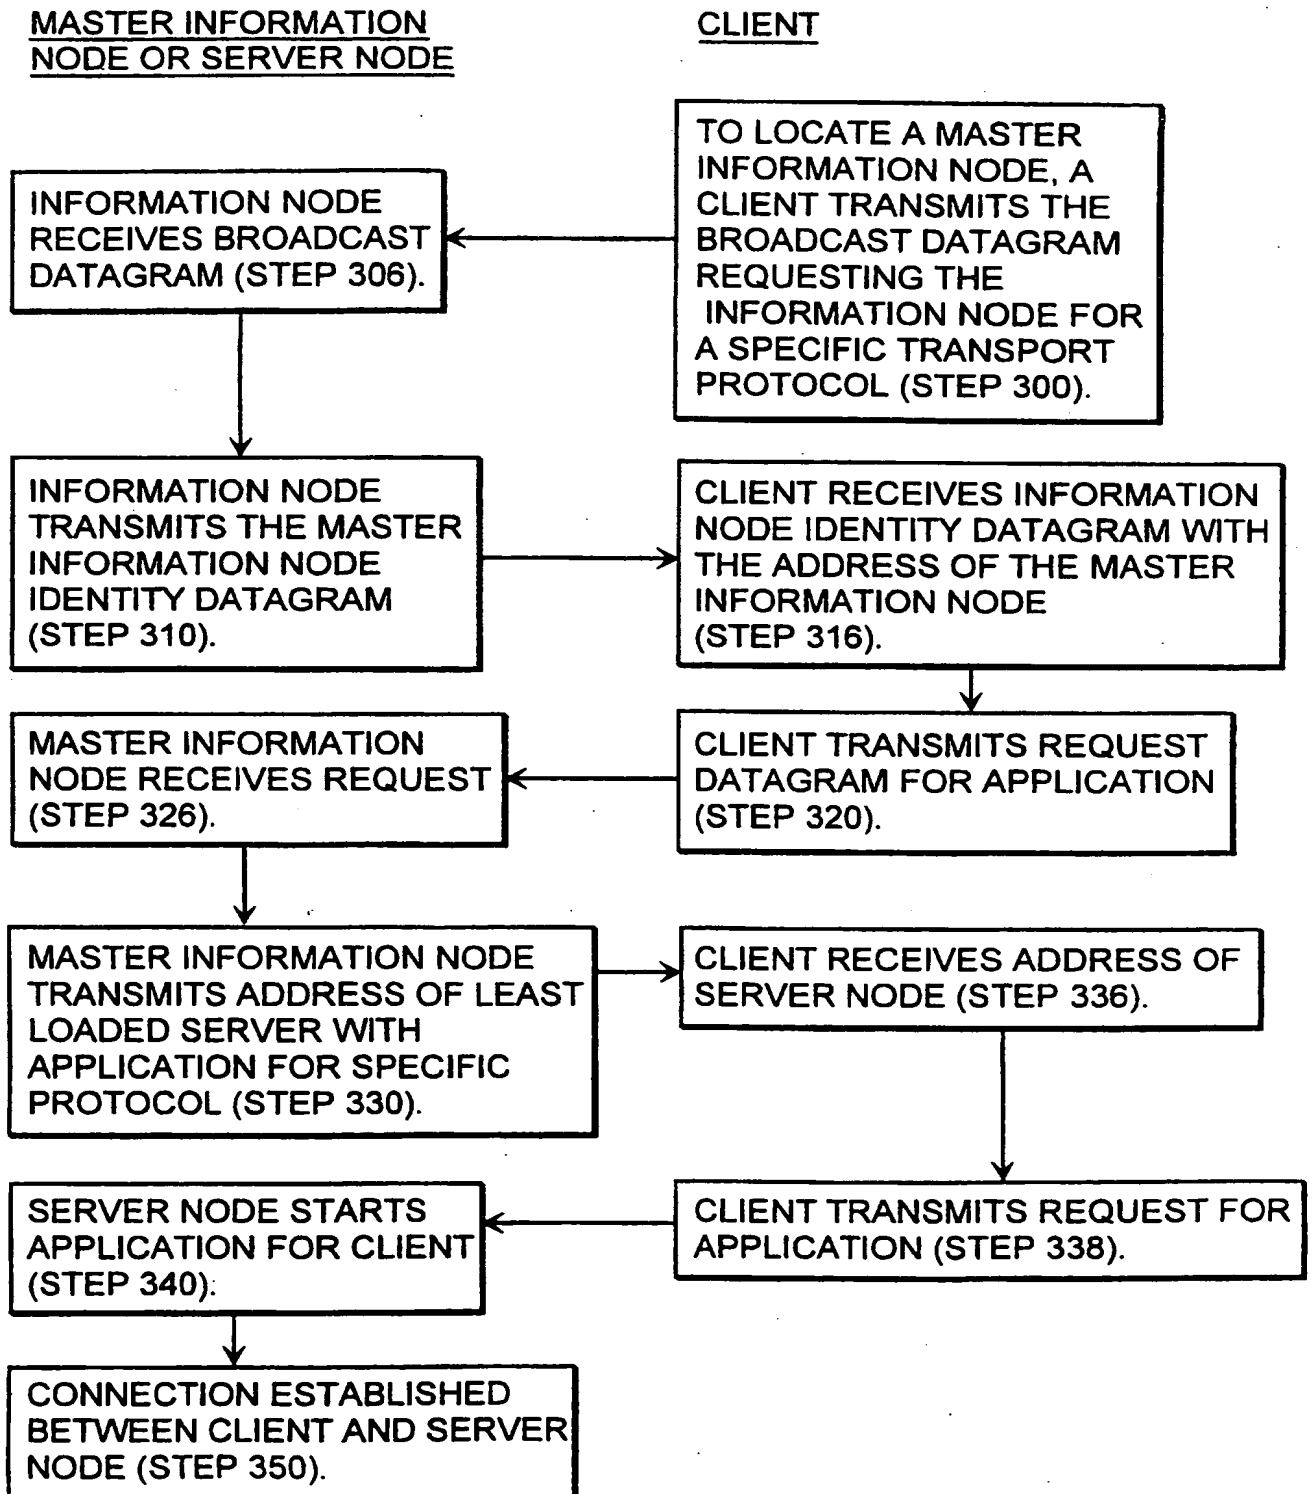 MASTER INFORMATION
NODE OR SERVER NODE
CLIENT
TO LOCATE A MASTER
INFORMATION NODE, A
CLIENT TRANSMITS THE
BROADCAST DATAGRAM
REQUESTING THE
INFORMATION NODE FOR
A SPECIFIC TRANSPORT
PROTOCOL (STEP 300).
INFORMATION NODE
RECEIVES BROADCAST
DATAGRAM (STEP 306).
INFORMATION NODE
TRANSMITS THE MASTER
INFORMATION NODE
IDENTITY DATAGRAM
(STEP 310).
CLIENT RECEIVES INFORMATION
NODE IDENTITY DATAGRAM WITH
THE ADDRESS OF THE MASTER
INFORMATION NODE
(STEP 316).
CLIENT TRANSMITS REQUEST
DATAGRAM FOR APPLICATION
(STEP 320).
MASTER INFORMATION
NODE RECEIVES REQUEST
(STEP 326).
MASTER INFORMATION NODE
TRANSMITS ADDRESS OF LEAST
LOADED SERVER WITH
APPLICATION FOR SPECIFIC
PROTOCOL (STEP 330).
CLIENT RECEIVES ADDRESS OF
SERVER NODE (STEP 336).
CLIENT TRANSMITS REQUEST FOR
APPLICATION (STEP 338).
SERVER NODE STARTS
APPLICATION FOR CLIENT
(STEP 340).
CONNECTION ESTABLISHED
BETWEEN CLIENT AND SERVER
NODE (STEP 350).